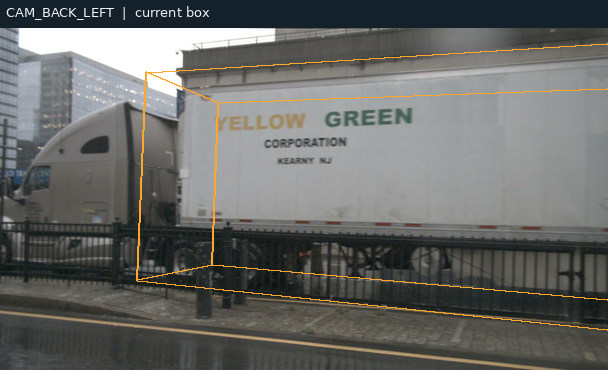 CAM_BACK_LEFT | current box
YELLOW GREEN
CORPORATION
KEARNY NJ